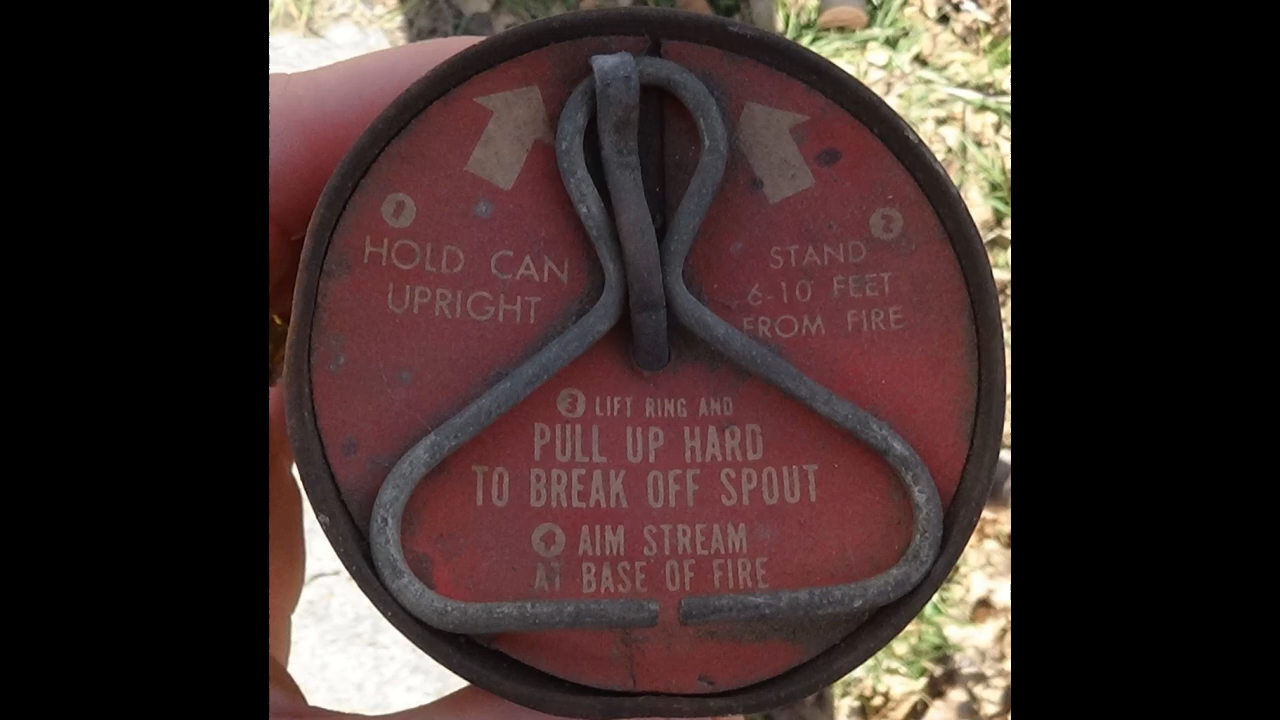 1
HOLD CAN
UPRIGHT
2
STAND
6-10 FEET
FROM FIRE
3 LIFT RING AND
PULL UP HARD
TO BREAK OFF SPOUT
4 AIM STREAM
AT BASE OF FIRE